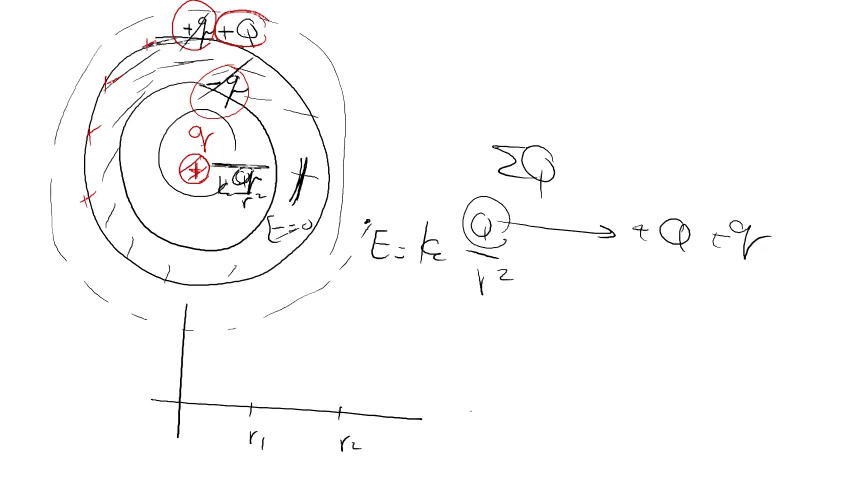 +q +Q
-q
q
+
kq/r²
E=0
ΣQ
E= k Q/r² → +Q +q
r₁ r₂